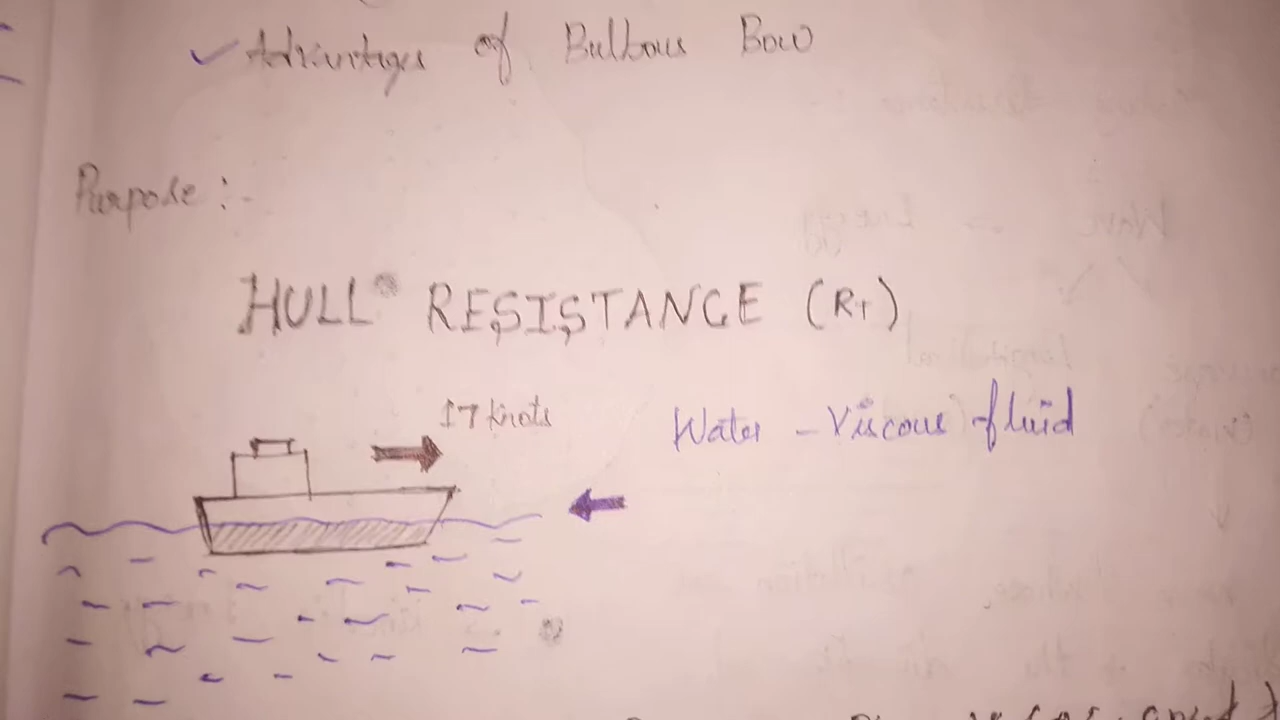 ✓ Advantages of Bulbous Bow
Purpose :-
HULL RESISTANCE (RT)
17 knots
Water - Viscous fluid